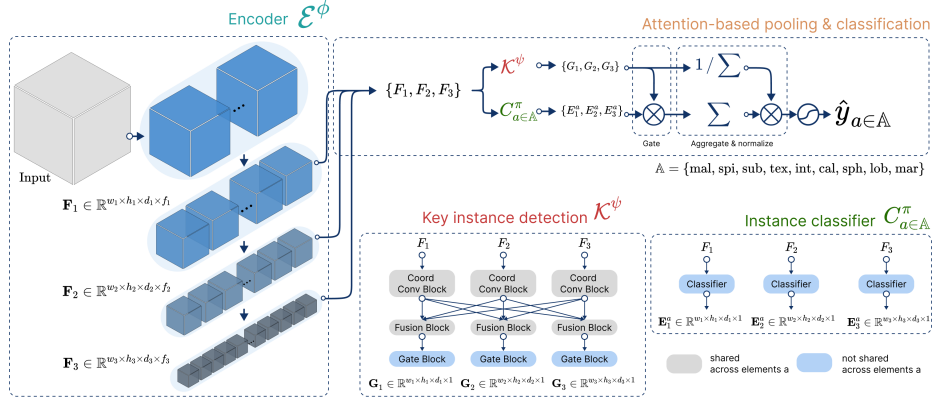 Encoder ℰ^ϕ
Attention-based pooling & classification
Input
F₁ ∈ ℝ^{w₁×h₁×d₁×f₁}
F₂ ∈ ℝ^{w₂×h₂×d₂×f₂}
F₃ ∈ ℝ^{w₃×h₃×d₃×f₃}
{F₁, F₂, F₃}
𝒦^ψ
{G₁, G₂, G₃}
1/∑
C^π_{a∈𝔸}
{E₁^a, E₂^a, E₃^a}
∑
ŷ_{a∈𝔸}
Gate
Aggregate & normalize
𝔸 = {mal, spi, sub, tex, int, cal, sph, lob, mar}
Key instance detection 𝒦^ψ
F₁ F₂ F₃
Coord Coord Coord
Conv Block Conv Block Conv Block
Fusion Block Fusion Block Fusion Block
Gate Block Gate Block Gate Block
G₁ ∈ ℝ^{w₁×h₁×d₁×1} G₂ ∈ ℝ^{w₂×h₂×d₂×1} G₃ ∈ ℝ^{w₃×h₃×d₃×1}
Instance classifier C^π_{a∈𝔸}
F₁ F₂ F₃
Classifier Classifier Classifier
E₁^a ∈ ℝ^{w₁×h₁×d₁×1} E₂^a ∈ ℝ^{w₂×h₂×d₂×1} E₃^a ∈ ℝ^{w₃×h₃×d₃×1}
shared
across elements a
not shared
across elements a